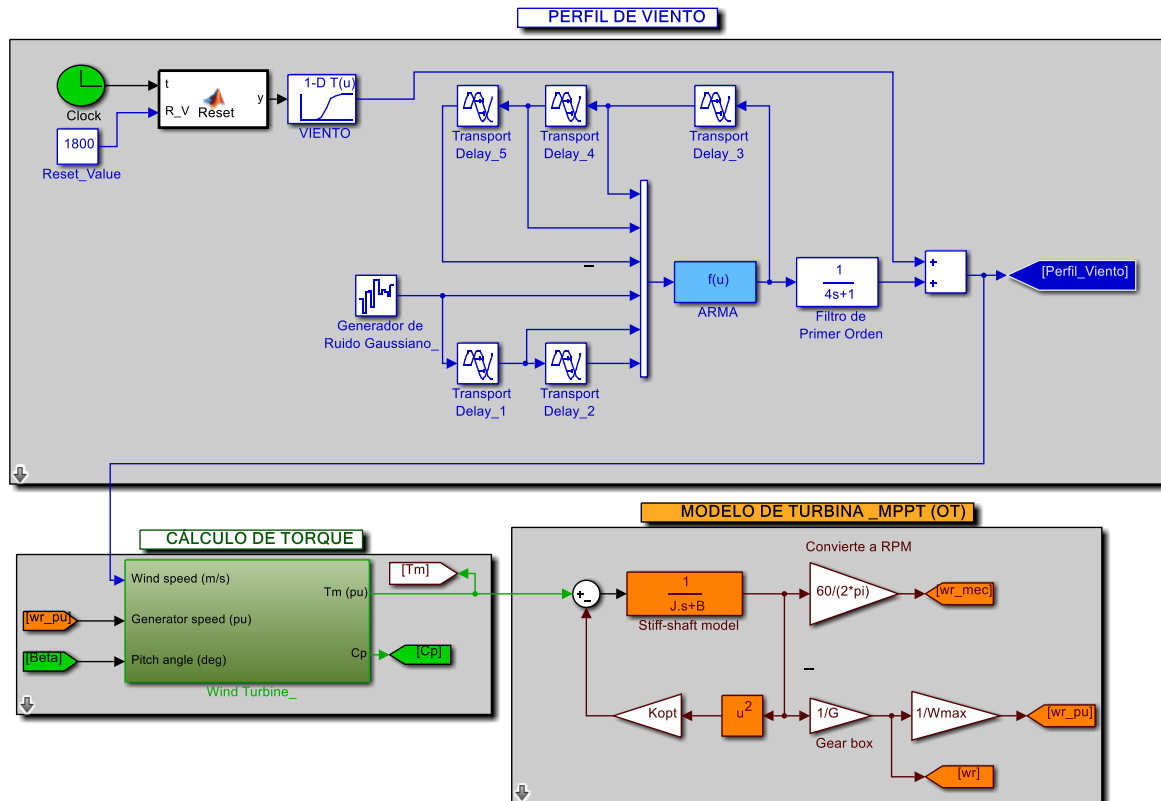 PERFIL DE VIENTO
Clock
t
R_V
Reset
y
1800
Reset_Value
1-D T(u)
VIENTO
Transport
Delay_5
Transport
Delay_4
Transport
Delay_3
Generador de
Ruido Gaussiano_
Transport
Delay_1
Transport
Delay_2
f(u)
ARMA
1
4s+1
Filtro de
Primer Orden
+
+
[Perfil_Viento]
CÁLCULO DE TORQUE
Wind speed (m/s)
Generator speed (pu)
Pitch angle (deg)
Tm (pu)
Cp
Wind Turbine_
[wr_pu]
[Beta]
[Tm]
[Cp]
MODELO DE TURBINA _MPPT (OT)
Convierte a RPM
+
−
1
J.s+B
Stiff-shaft model
60/(2*pi)
[wr_mec]
Kopt
u2
1/G
Gear box
1/Wmax
[wr_pu]
[wr]